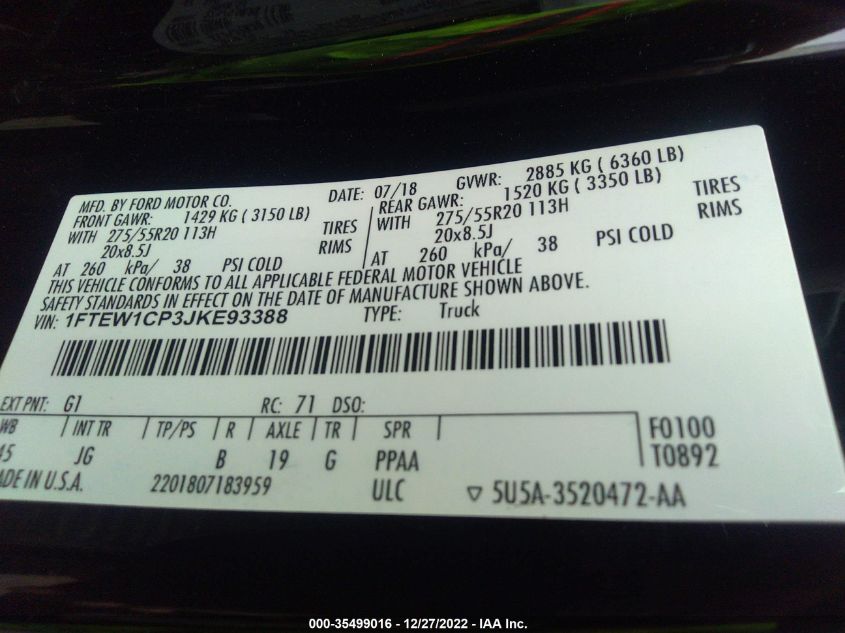 MFD. BY FORD MOTOR CO. DATE: 07/18 GVWR: 2885 KG ( 6360 LB)
FRONT GAWR: 1429 KG ( 3150 LB) REAR GAWR: 1520 KG ( 3350 LB)
WITH 275/55R20 113H TIRES WITH 275/55R20 113H TIRES
20x8.5J RIMS 20x8.5J RIMS
AT 260 kPa/ 38 PSI COLD AT 260 kPa/ 38 PSI COLD
THIS VEHICLE CONFORMS TO ALL APPLICABLE FEDERAL MOTOR VEHICLE
SAFETY STANDARDS IN EFFECT ON THE DATE OF MANUFACTURE SHOWN ABOVE.
VIN: 1FTEW1CP3JKE93388 TYPE: Truck
EXT PNT: G1 RC: 71 DSO:
WB | INT TR | TP/PS | R | AXLE | TR | SPR | F0100
45 JG B 19 G PPAA T0892
ADE IN U.S.A. 2201807183959 ULC ▽ 5U5A-3520472-AA
000-35499016 - 12/27/2022 - IAA Inc.